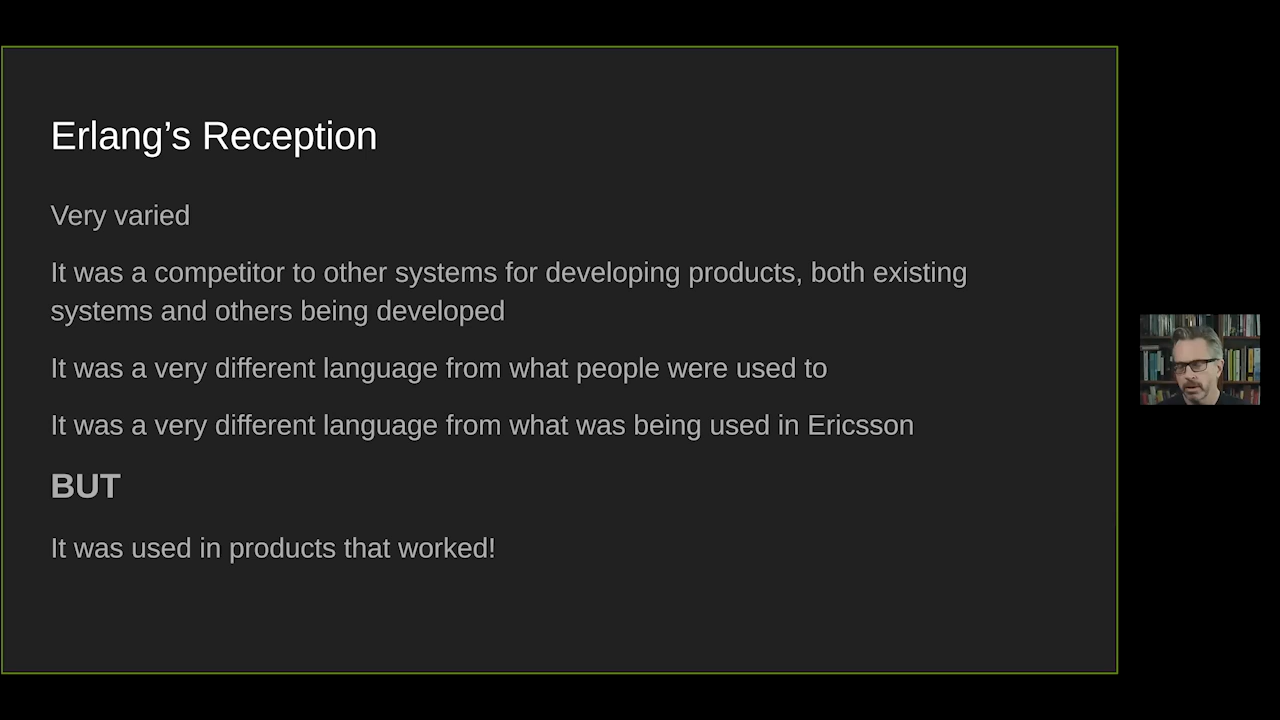 Erlang’s Reception
Very varied
It was a competitor to other systems for developing products, both existing
systems and others being developed
It was a very different language from what people were used to
It was a very different language from what was being used in Ericsson
BUT
It was used in products that worked!